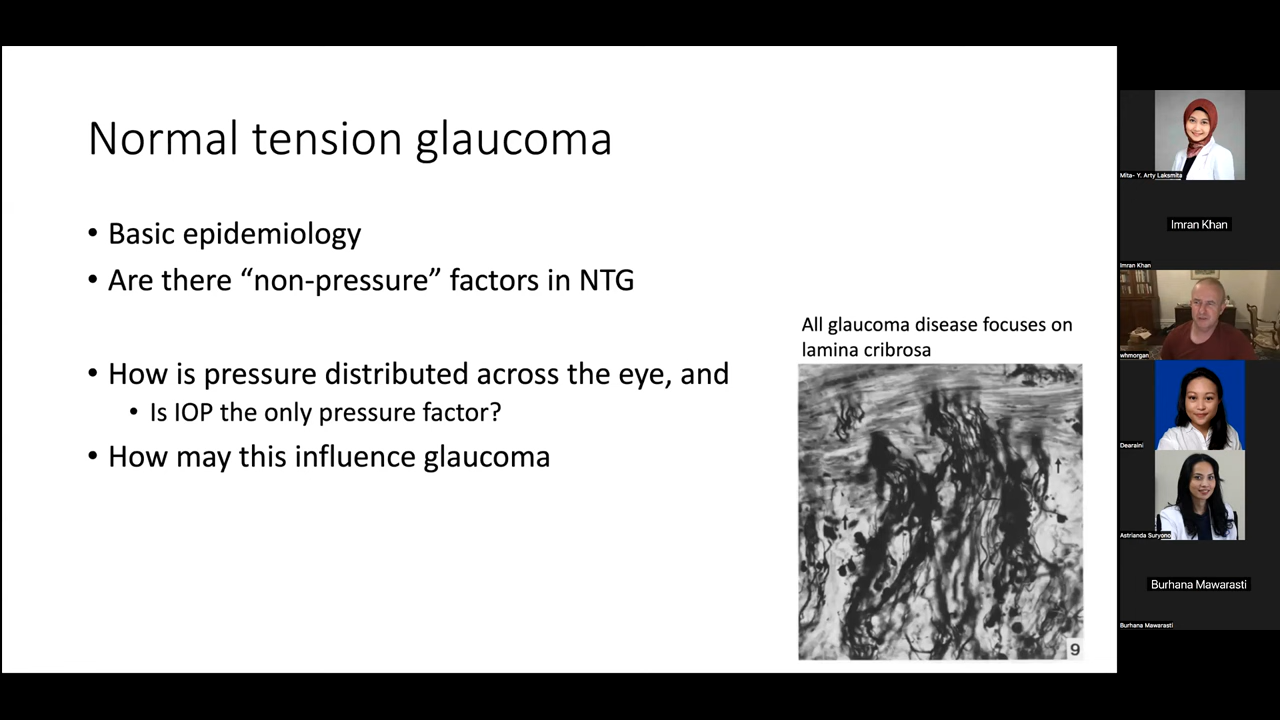 Normal tension glaucoma
• Basic epidemiology
• Are there “non-pressure” factors in NTG
• How is pressure distributed across the eye, and
• Is IOP the only pressure factor?
• How may this influence glaucoma
All glaucoma disease focuses on
lamina cribrosa
9
Mita- Y. Arty Laksmita
Imran Khan
Imran Khan
whmorgan
Dearaini
Astrianda Suryono
Burhana Mawarasti
Burhana Mawarasti